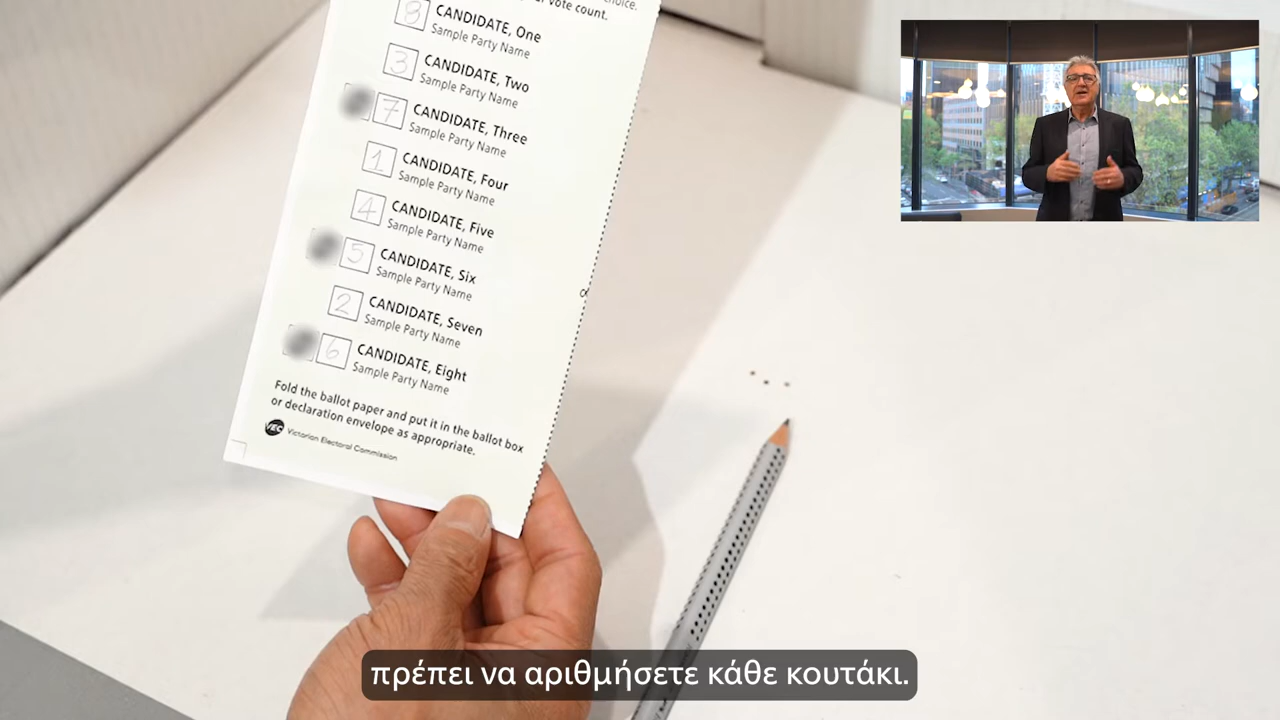 choice.
vote count.
8 CANDIDATE, One
Sample Party Name
3 CANDIDATE, Two
Sample Party Name
7 CANDIDATE, Three
Sample Party Name
1 CANDIDATE, Four
Sample Party Name
4 CANDIDATE, Five
Sample Party Name
5 CANDIDATE, Six
Sample Party Name
2 CANDIDATE, Seven
Sample Party Name
6 CANDIDATE, Eight
Sample Party Name
Fold the ballot paper and put it in the ballot box
or declaration envelope as appropriate.
VEC Victorian Electoral Commission
πρέπει να αριθμήσετε κάθε κουτάκι.